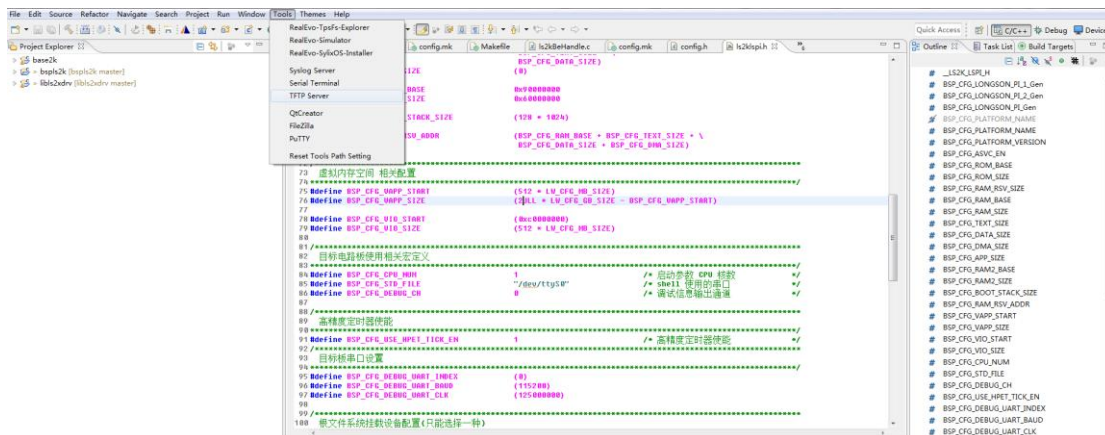 File Edit Source Refactor Navigate Search Project Run Window Tools Themes Help
Quick Access
C/C++
Debug
Device
Project Explorer
base2k
bspls2k [bspls2k master]
libls2xdrv [libls2xdrv master]
RealEvo-TpsFs-Explorer
RealEvo-Simulator
RealEvo-SylixOS-Installer
Syslog Server
Serial Terminal
TFTP Server
QtCreator
FileZilla
PuTTY
Reset Tools Path Setting
config.mk
Makefile
ls2kBeHandle.c
config.mk
config.h
ls2klspi.h
BSP_CFG_DATA_SIZE)
(0)
0x90000000
0x60000000
STACK_SIZE (128 * 1024)
(BSP_CFG_RAM_BASE + BSP_CFG_TEXT_SIZE + \
BSP_CFG_DATA_SIZE + BSP_CFG_DMA_SIZE)
73 虚拟内存空间 相关配置
75 #define BSP_CFG_VAPP_START (512 * LW_CFG_MB_SIZE)
76 #define BSP_CFG_VAPP_SIZE (2ULL * LW_CFG_GB_SIZE - BSP_CFG_VAPP_START)
77
78 #define BSP_CFG_VIO_START (0xc0000000)
79 #define BSP_CFG_VIO_SIZE (512 * LW_CFG_MB_SIZE)
80
82 目标电路板使用相关宏定义
84 #define BSP_CFG_CPU_NUM 1 /* 启动参数 CPU 核数 */
85 #define BSP_CFG_STD_FILE "/dev/ttyS0" /* shell 使用的串口 */
86 #define BSP_CFG_DEBUG_CH 0 /* 调试信息输出通道 */
87
89 高精度定时器使能
91 #define BSP_CFG_USE_HPET_TICK_EN 1 /* 高精度定时器使能 */
93 目标板串口设置
95 #define BSP_CFG_DEBUG_UART_INDEX (0)
96 #define BSP_CFG_DEBUG_UART_BAUD (115200)
97 #define BSP_CFG_DEBUG_UART_CLK (125000000)
98
100 根文件系统挂载设备配置(只能选择一种)
Outline
Task List
Build Targets
__LS2K_LSPI_H
BSP_CFG_LONGSON_PI_2_Gen
BSP_CFG_LONGSON_PI_Gen
BSP_CFG_PLATFORM_NAME
BSP_CFG_PLATFORM_NAME
BSP_CFG_PLATFORM_VERSION
BSP_CFG_ASVC_EN
BSP_CFG_ROM_BASE
BSP_CFG_ROM_SIZE
BSP_CFG_RAM_RSV_SIZE
BSP_CFG_RAM_BASE
BSP_CFG_RAM_SIZE
BSP_CFG_TEXT_SIZE
BSP_CFG_DATA_SIZE
BSP_CFG_DMA_SIZE
BSP_CFG_APP_SIZE
BSP_CFG_RAM2_BASE
BSP_CFG_RAM2_SIZE
BSP_CFG_BOOT_STACK_SIZE
BSP_CFG_RAM_RSV_ADDR
BSP_CFG_VAPP_START
BSP_CFG_VAPP_SIZE
BSP_CFG_VIO_START
BSP_CFG_VIO_SIZE
BSP_CFG_CPU_NUM
BSP_CFG_STD_FILE
BSP_CFG_DEBUG_CH
BSP_CFG_USE_HPET_TICK_EN
BSP_CFG_DEBUG_UART_INDEX
BSP_CFG_DEBUG_UART_BAUD
BSP_CFG_DEBUG_UART_CLK